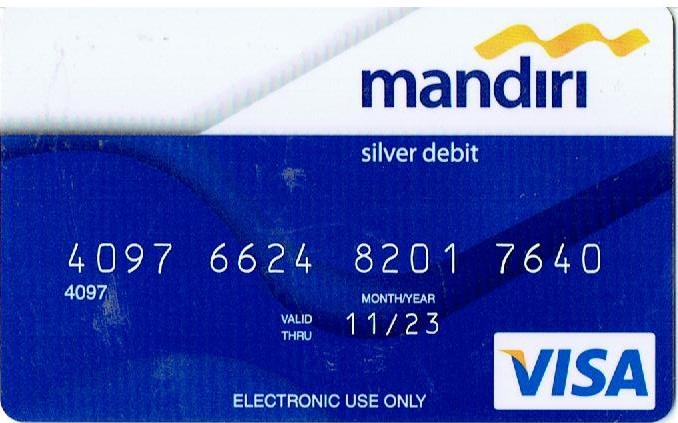 mandiri
silver debit
4097 6624 8201 7640
4097
MONTH/YEAR
VALID THRU 11/23
VISA
ELECTRONIC USE ONLY